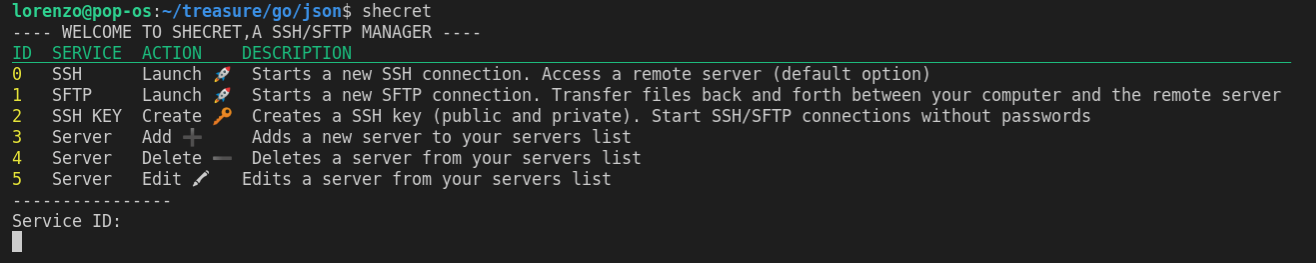 lorenzo@pop-os:~/treasure/go/json$ shecret
---- WELCOME TO SHECRET,A SSH/SFTP MANAGER ----
ID  SERVICE  ACTION    DESCRIPTION
0   SSH      Launch 🚀  Starts a new SSH connection. Access a remote server (default option)
1   SFTP     Launch 🚀  Starts a new SFTP connection. Transfer files back and forth between your computer and the remote server
2   SSH KEY  Create 🔑  Creates a SSH key (public and private). Start SSH/SFTP connections without passwords
3   Server   Add ➕     Adds a new server to your servers list
4   Server   Delete ➖  Deletes a server from your servers list
5   Server   Edit 🖊   Edits a server from your servers list
----------------
Service ID: